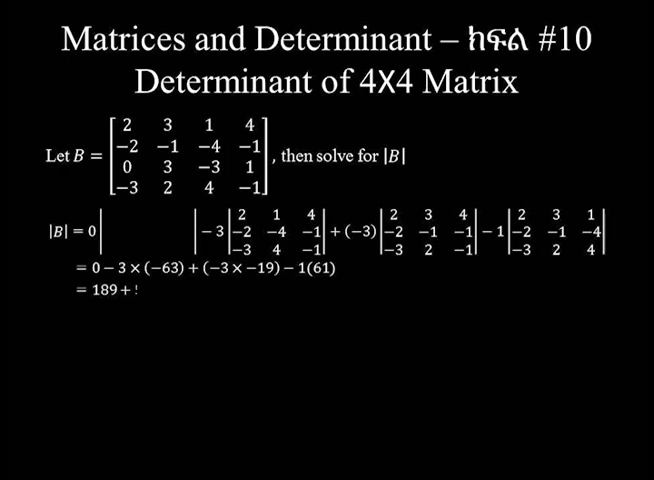 Matrices and Determinant – ክፍል #10
Determinant of 4X4 Matrix
Let B = [2 3 1 4
−2 −1 −4 −1
0 3 −3 1
−3 2 4 −1], then solve for |B|
|B| = 0| | − 3|2 1 4; −2 −4 −1; −3 4 −1| + (−3)|2 3 4; −2 −1 −1; −3 2 −1| − 1|2 3 1; −2 −1 −4; −3 2 4|
= 0 − 3 × (−63) + (−3 × −19) − 1(61)
= 189 +